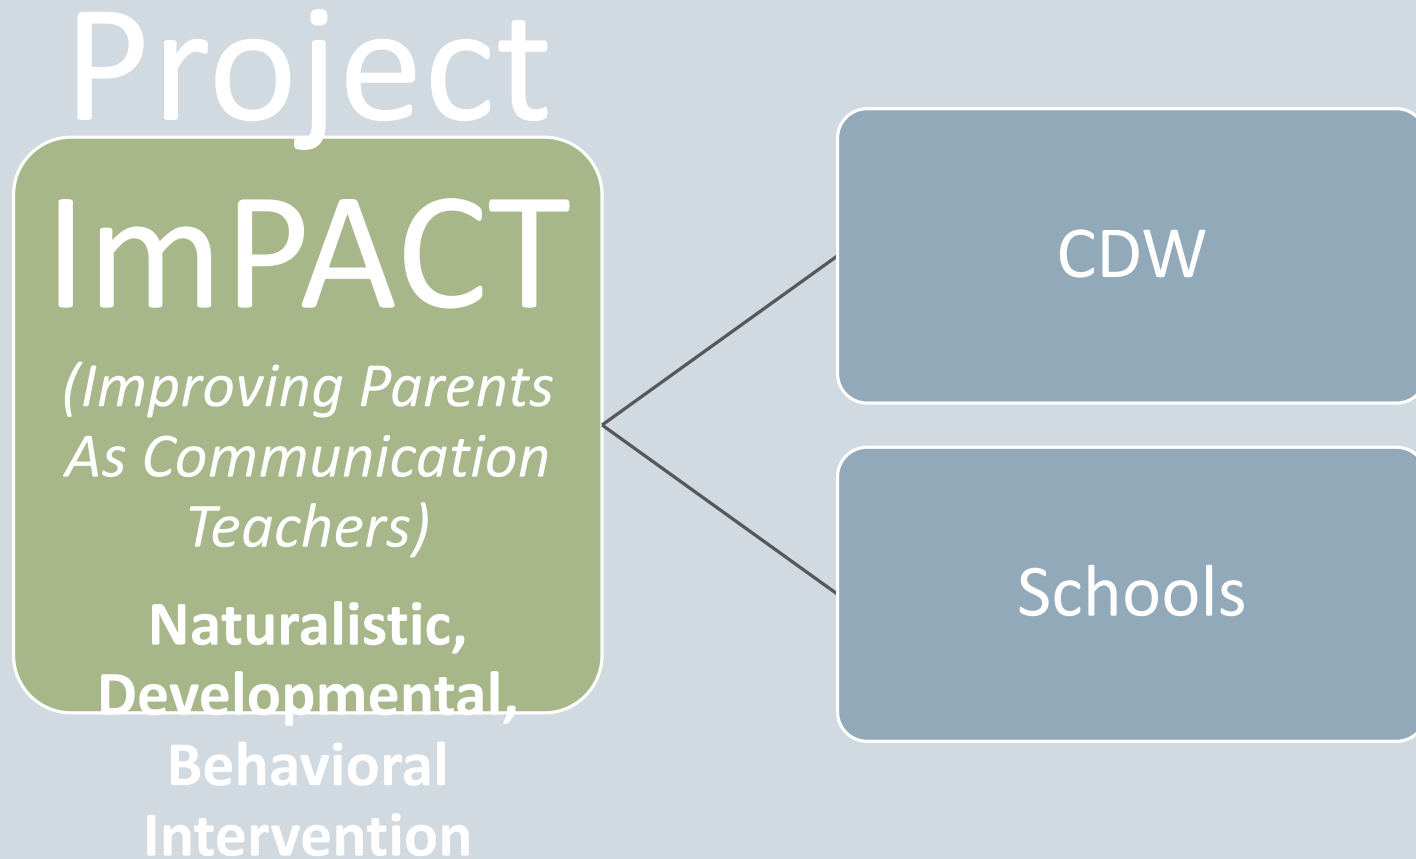 Project
ImPACT
(Improving Parents
As Communication
Teachers)
Naturalistic,
Developmental,
Behavioral
Intervention
CDW
Schools